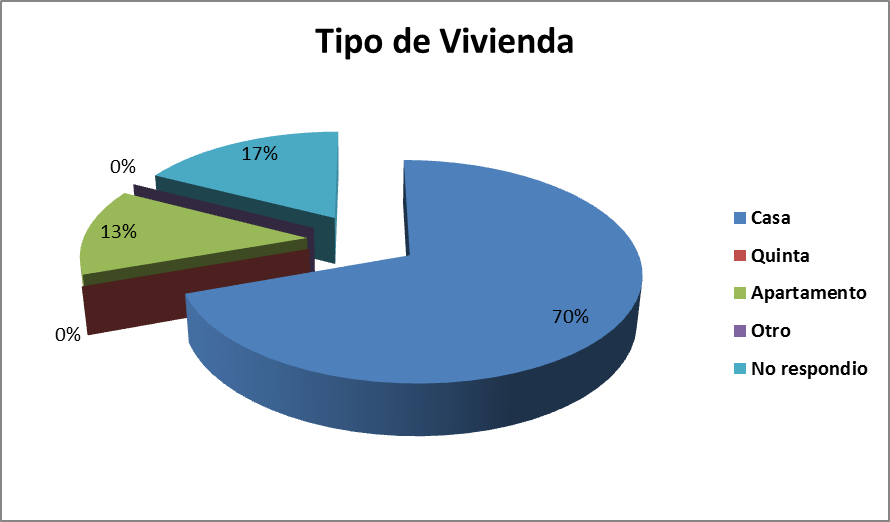 Tipo de Vivienda
17%
0%
13%
0%
70%
Casa
Quinta
Apartamento
Otro
No respondio